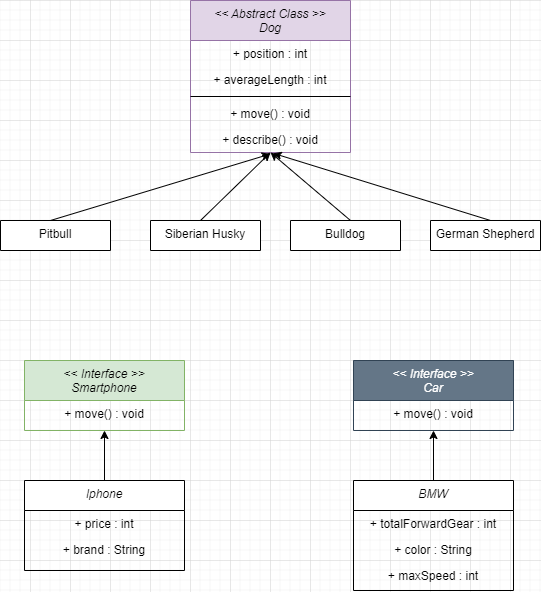 << Abstract Class >>
Dog
+ position : int
+ averageLength : int
+ move() : void
+ describe() : void
Pitbull
Siberian Husky
Bulldog
German Shepherd
<< Interface >>
Smartphone
+ move() : void
<< Interface >>
Car
+ move() : void
Iphone
+ price : int
+ brand : String
BMW
+ totalForwardGear : int
+ color : String
+ maxSpeed : int